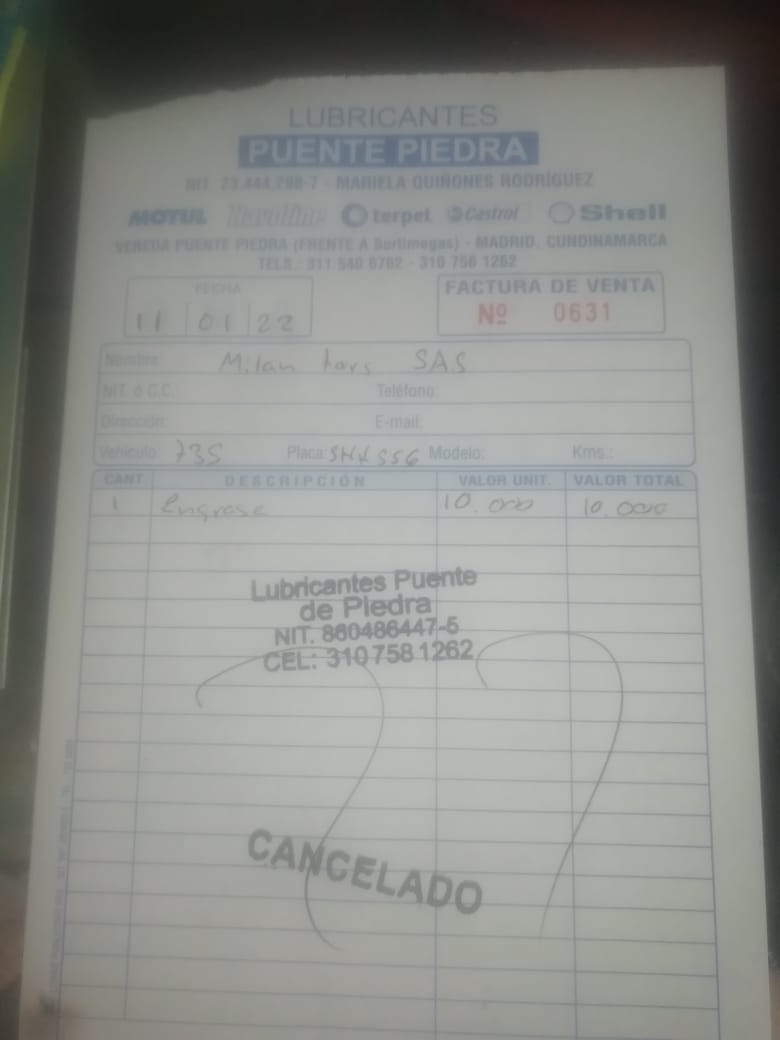 LUBRICANTES
PUENTE PIEDRA
NIT. 23.444.298-7 - MARIELA QUIÑONES RODRÍGUEZ
MOTUL Havoline terpel Castrol Shell
VEREDA PUENTE PIEDRA (FRENTE A Surtimegas) - MADRID, CUNDINAMARCA
TELS.: 311 540 6762 - 310 758 1262
FECHA
11 01 22
FACTURA DE VENTA
Nº 0631
Nombre: Milan tors SAS
NIT. ó C.C.: Teléfono:
Dirección: E-mail:
Vehículo: 735 Placa: SNX 556 Modelo: Kms.:
CANT. DESCRIPCIÓN VALOR UNIT. VALOR TOTAL
1 Engrase 10.000 10.000
Lubricantes Puente
de Piedra
NIT. 860486447-5
CEL: 310 758 1262
CANCELADO